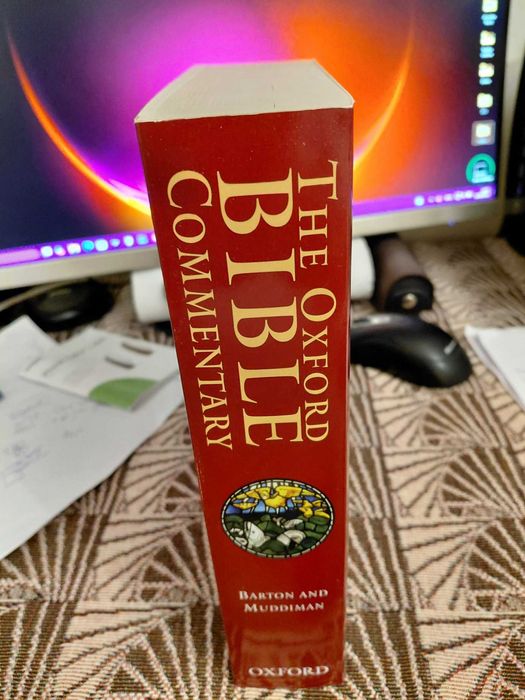 THE OXFORD
BIBLE
COMMENTARY
BARTON AND
MUDDIMAN
OXFORD